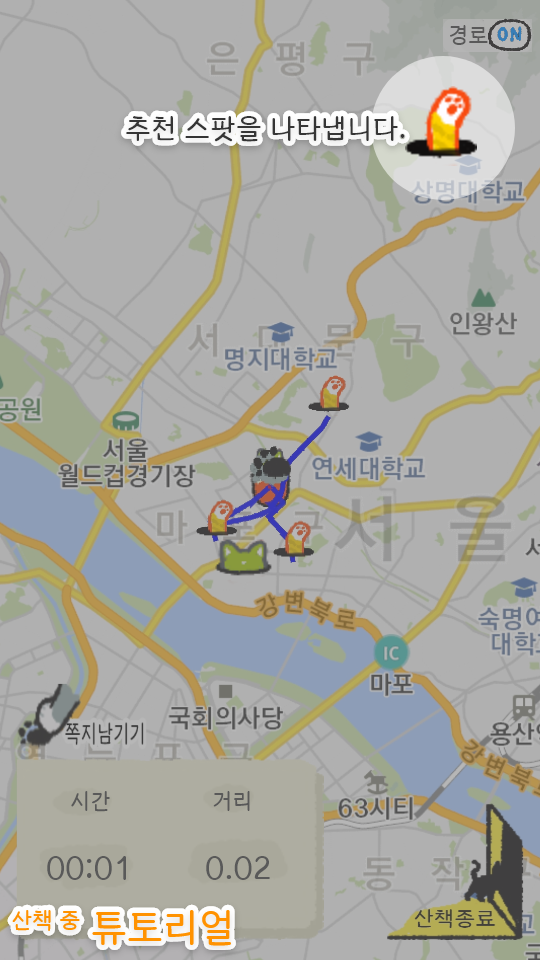 경로 ON
은평구
추천 스팟을 나타냅니다.
상명대학교
인왕산
서대문구
명지대학교
공원
서울
월드컵경기장
연세대학교
마포구
서울
강변북로
숙명여
대학교
IC
마포
국회의사당
쪽지남기기
영등포구
용산역
강변북로
63시티
시간 거리
00:01 0.02
동작구
산책 중 튜토리얼
산책종료